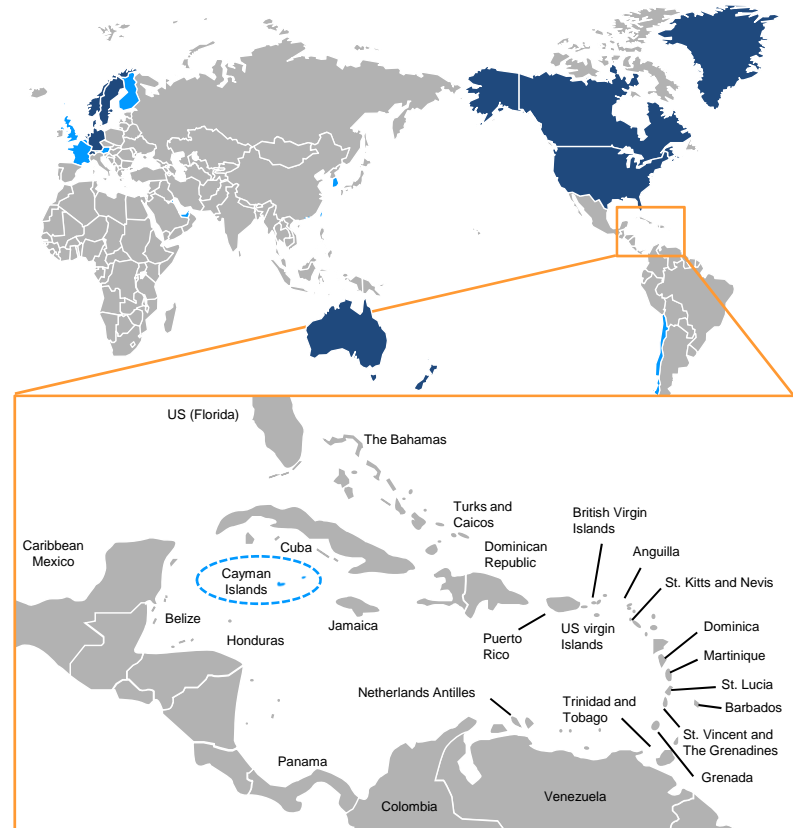 US (Florida)
The Bahamas
Turks and
Caicos
British Virgin
Islands
Caribbean
Mexico
Cuba
Dominican
Republic
Anguilla
Cayman
Islands
St. Kitts and Nevis
Belize
Jamaica
Honduras
Puerto
Rico
US virgin
Islands
Dominica
Martinique
St. Lucia
Netherlands Antilles
Trinidad and
Tobago
Barbados
St. Vincent and
The Grenadines
Panama
Grenada
Colombia
Venezuela